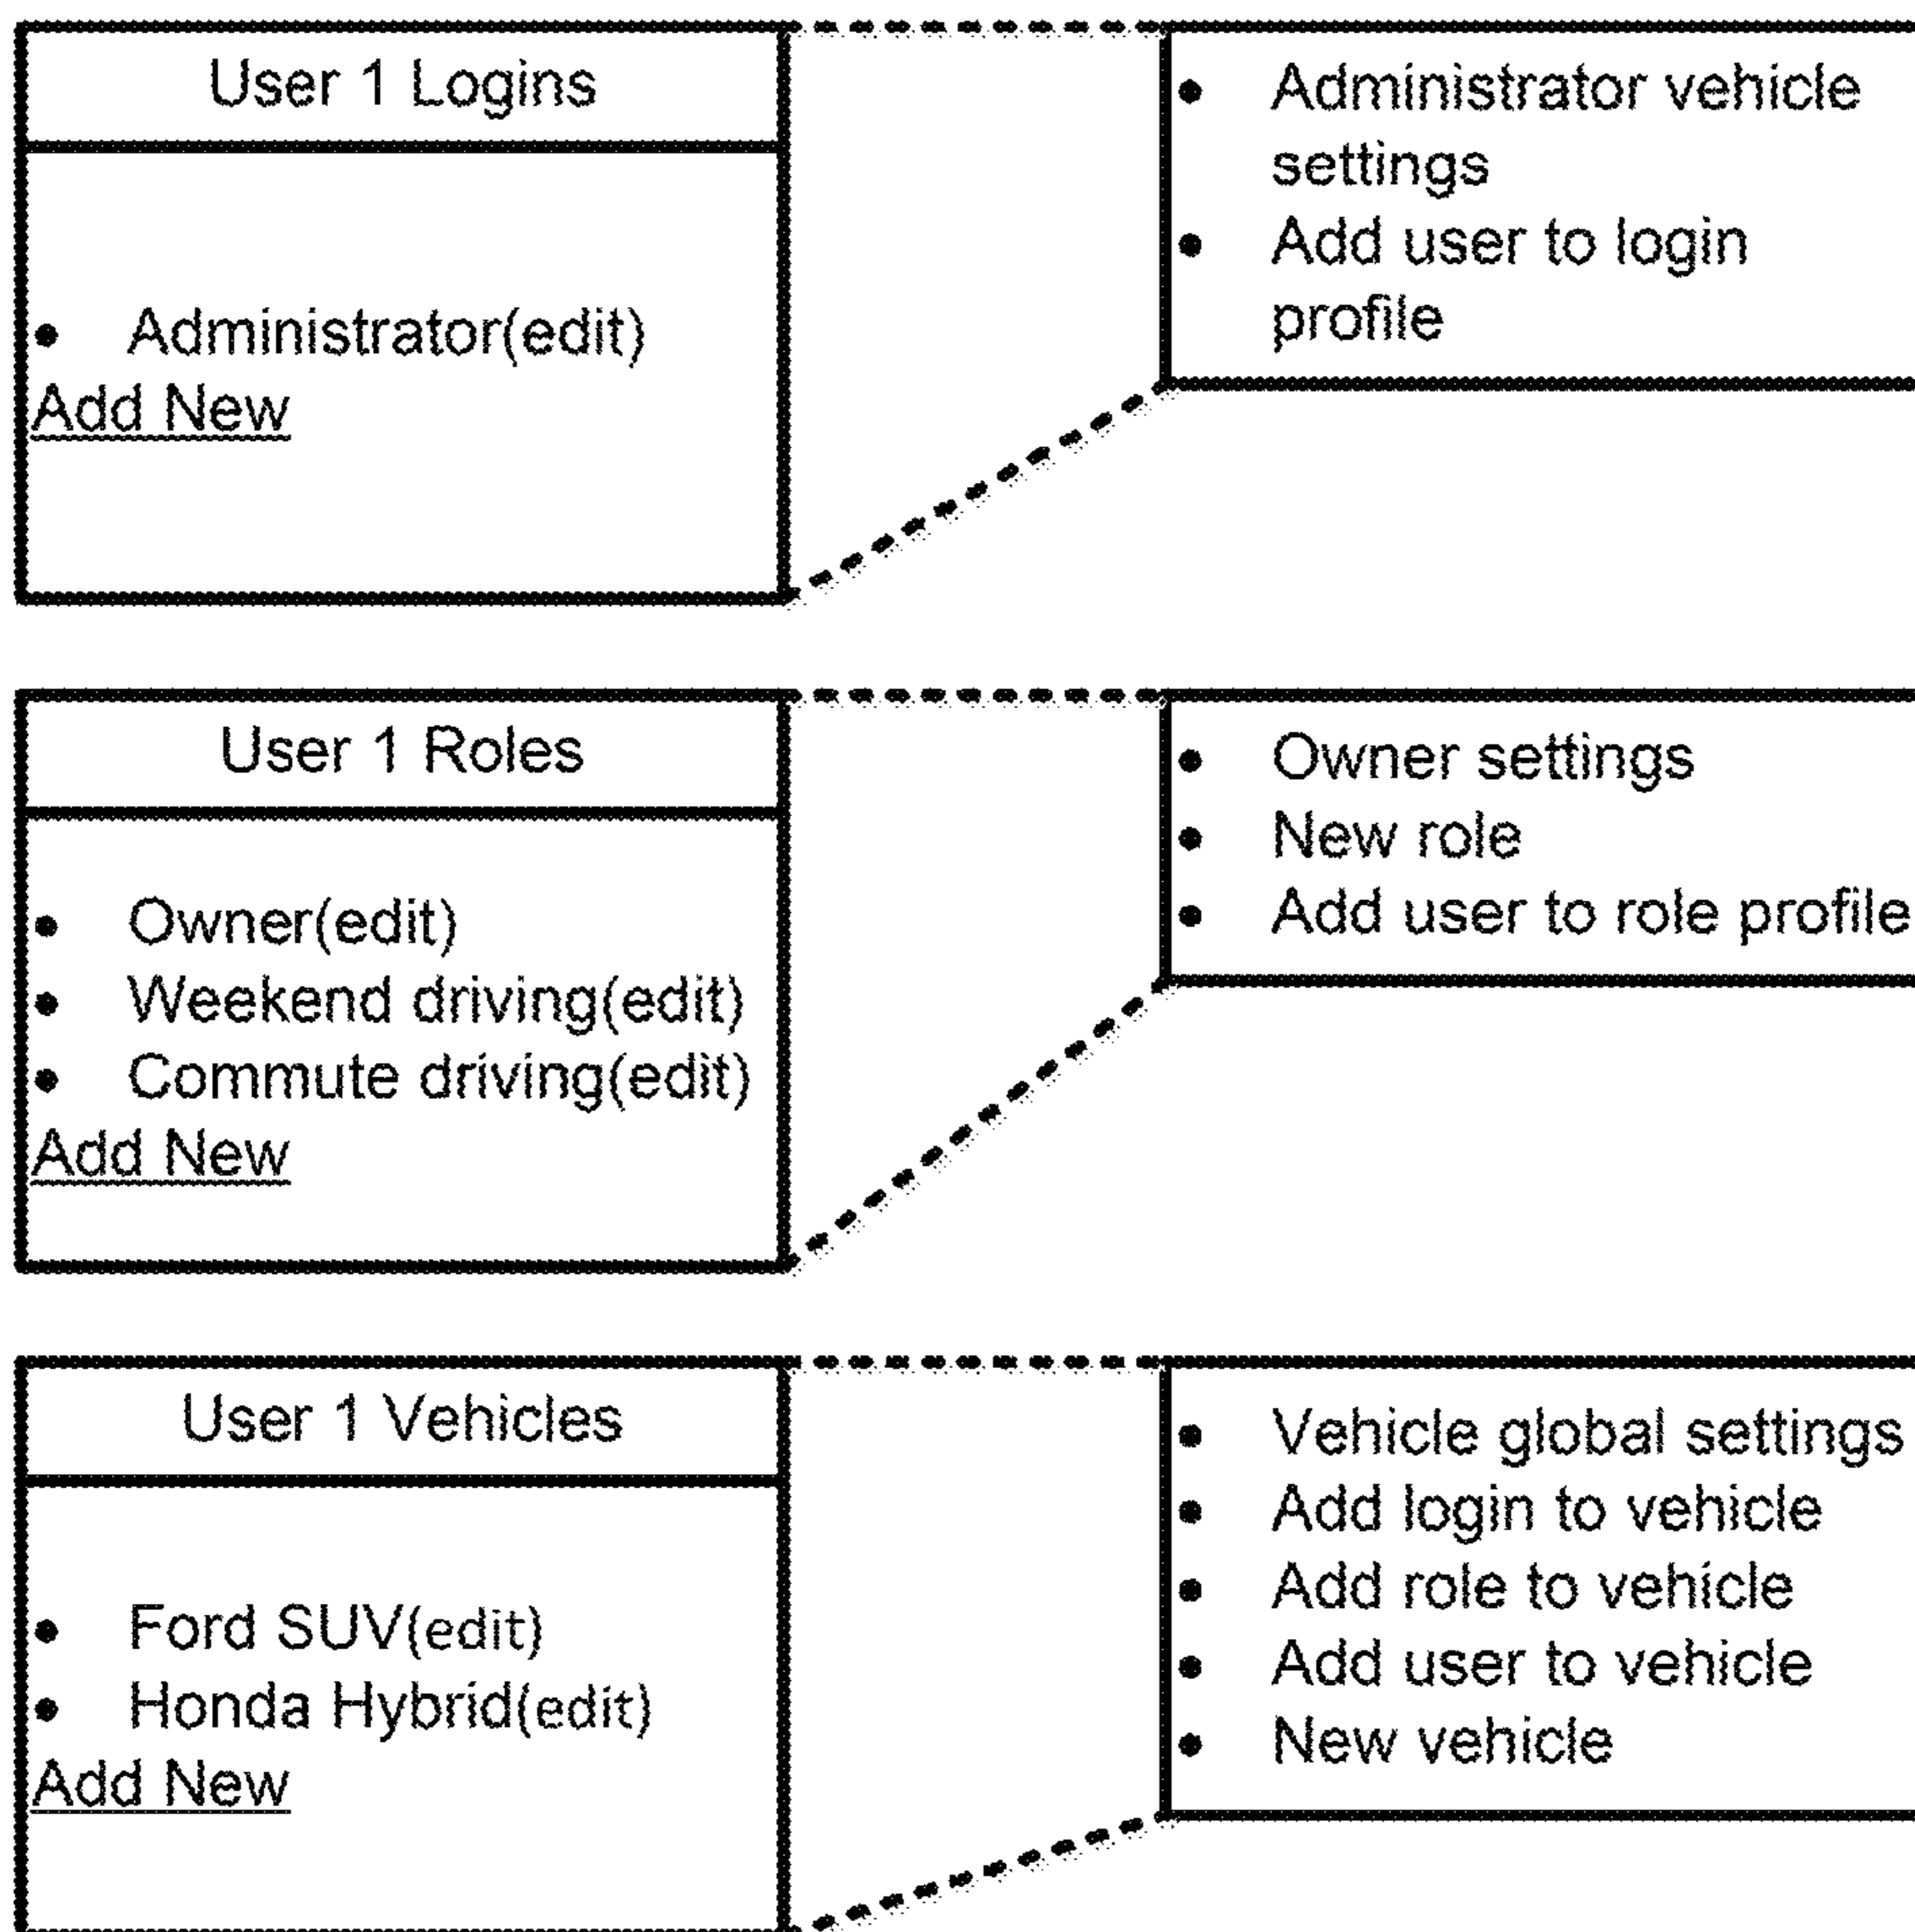 User 1 Logins
• Administrator(edit)
Add New
• Administrator vehicle
settings
• Add user to login
profile
User 1 Roles
• Owner(edit)
• Weekend driving(edit)
• Commute driving(edit)
Add New
• Owner settings
• New role
• Add user to role profile
User 1 Vehicles
• Ford SUV(edit)
• Honda Hybrid(edit)
Add New
• Vehicle global settings
• Add login to vehicle
• Add role to vehicle
• Add user to vehicle
• New vehicle